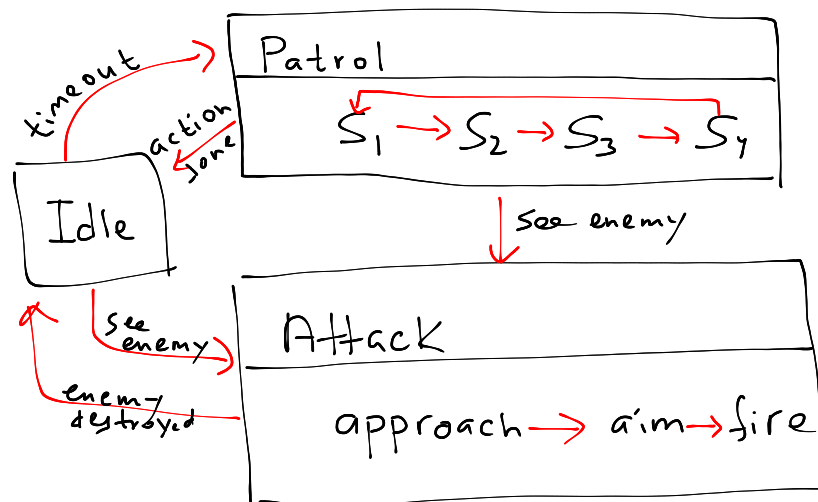 Patrol
timeout
action
done
S1 → S2 → S3 → S4
Idle
see enemy
see
enemy
Attack
enemy
destroyed
approach → aim → fire